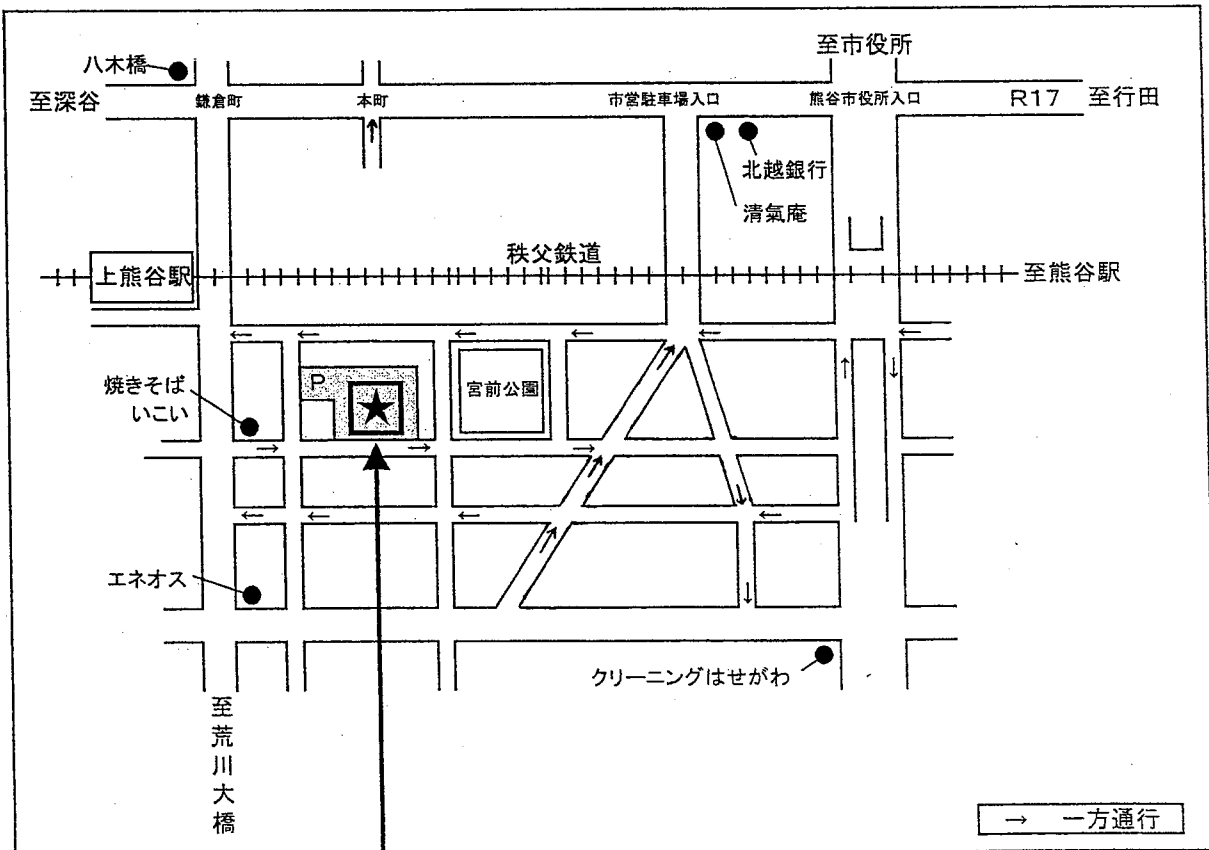 至市役所
八木橋
至深谷
鎌倉町
本町
市営駐車場入口
熊谷市役所入口
R17
至行田
北越銀行
清氣庵
秩父鉄道
上熊谷駅
至熊谷駅
P
宮前公園
焼きそば
いこい
エネオス
クリーニングはせがわ
至荒川大橋
→ 一方通行